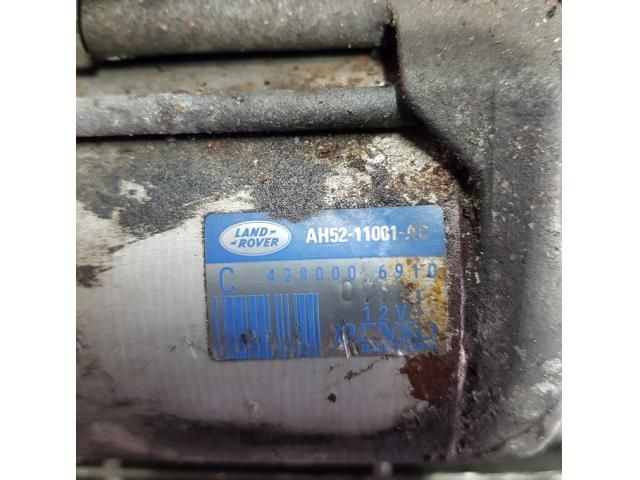 LAND-
-ROVER
AH52-11001-AC
C 428000 6910
12V
DENSO